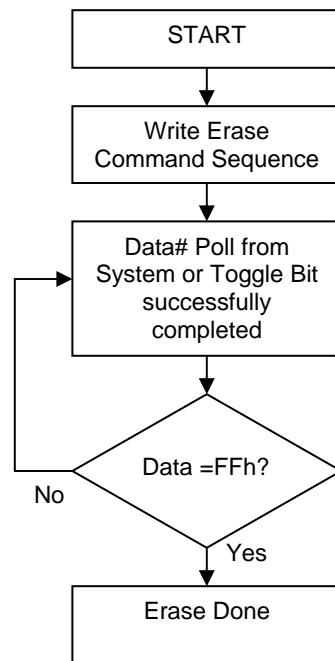 START
Write Erase
Command Sequence
Data# Poll from
System or Toggle Bit
successfully
completed
Data =FFh?
No
Yes
Erase Done